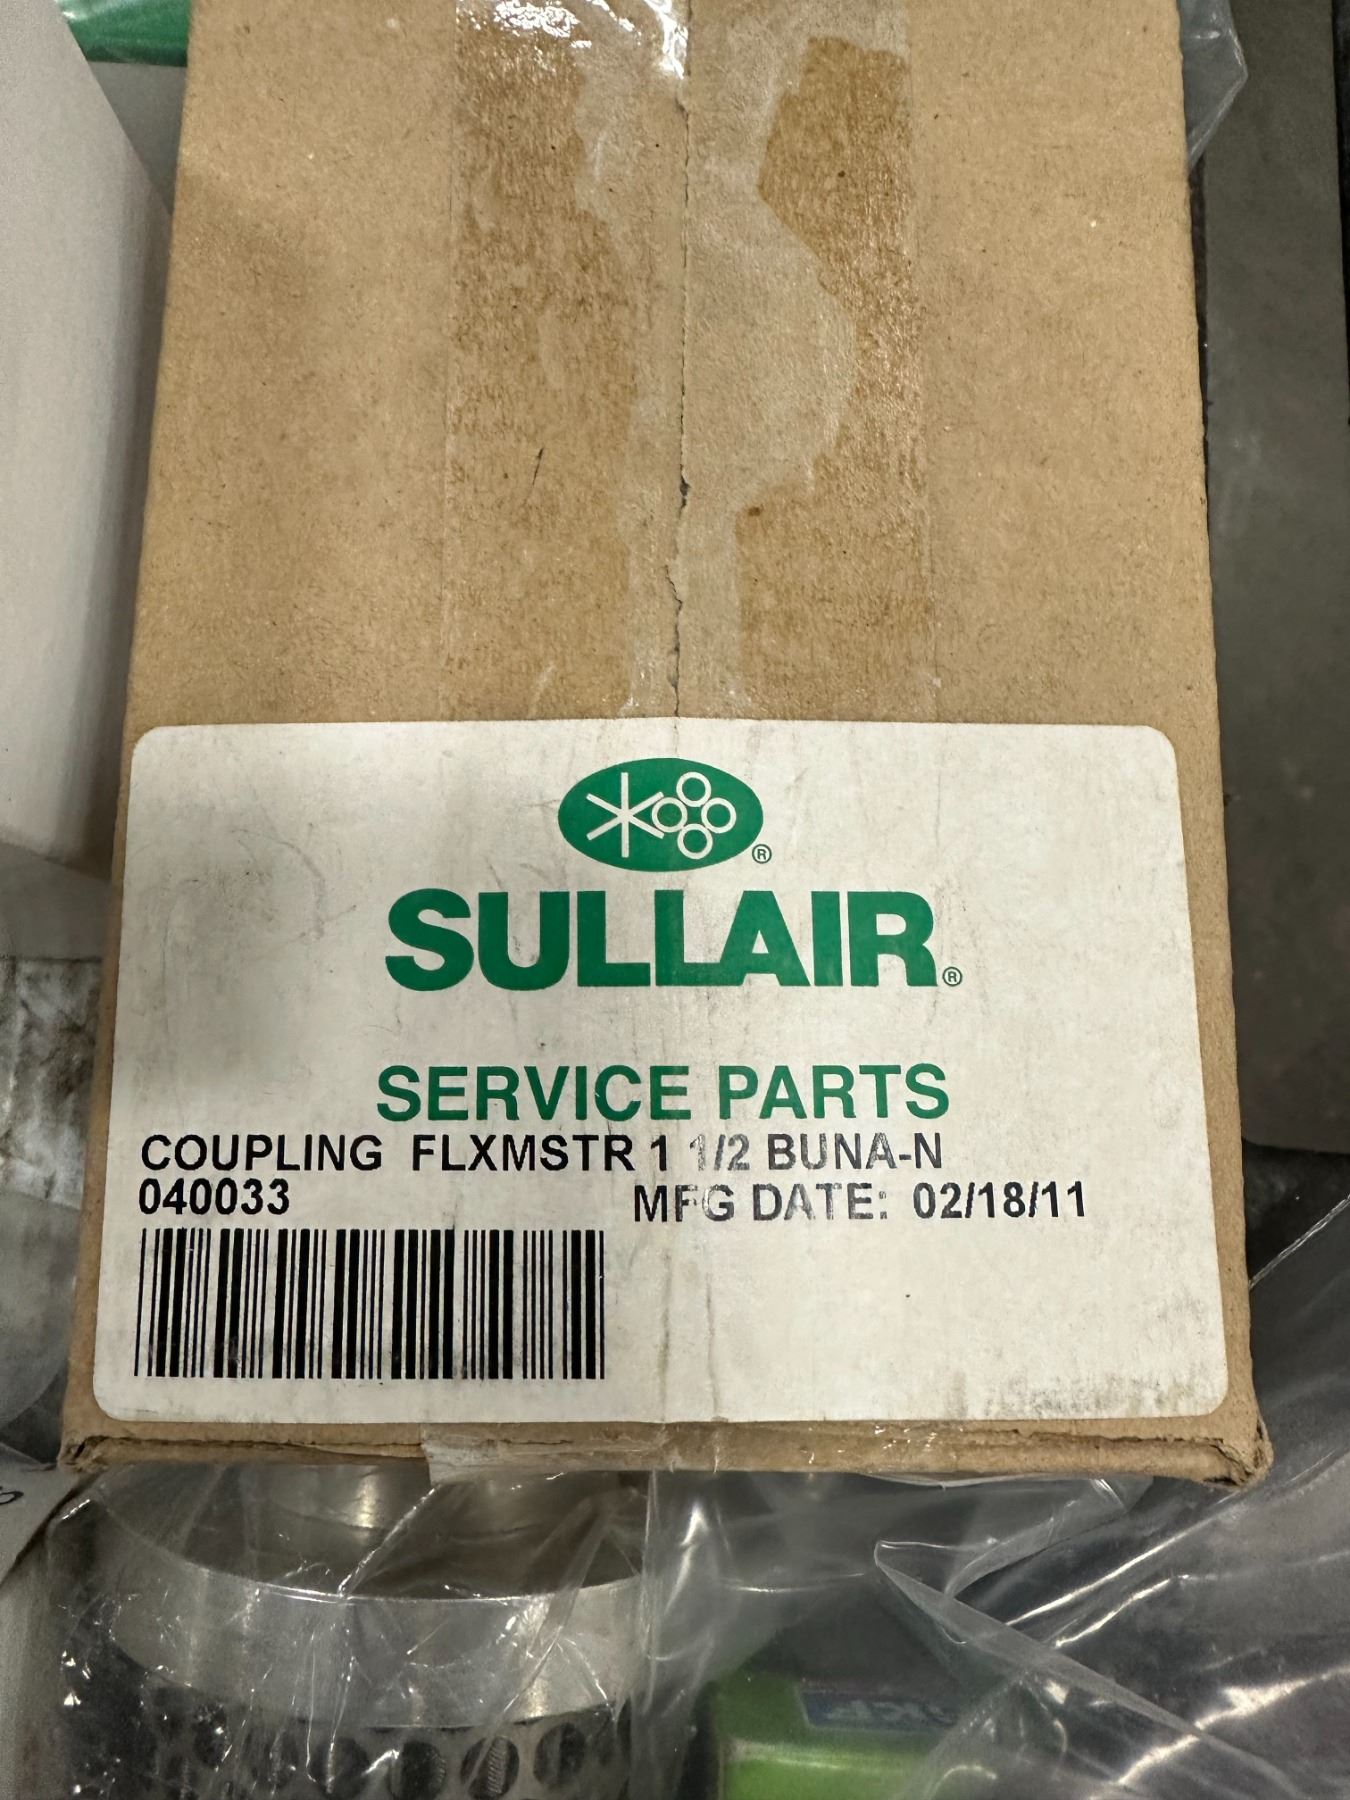 SULLAIR®
SERVICE PARTS
COUPLING FLXMSTR 1 1/2 BUNA-N
040033 MFG DATE: 02/18/11